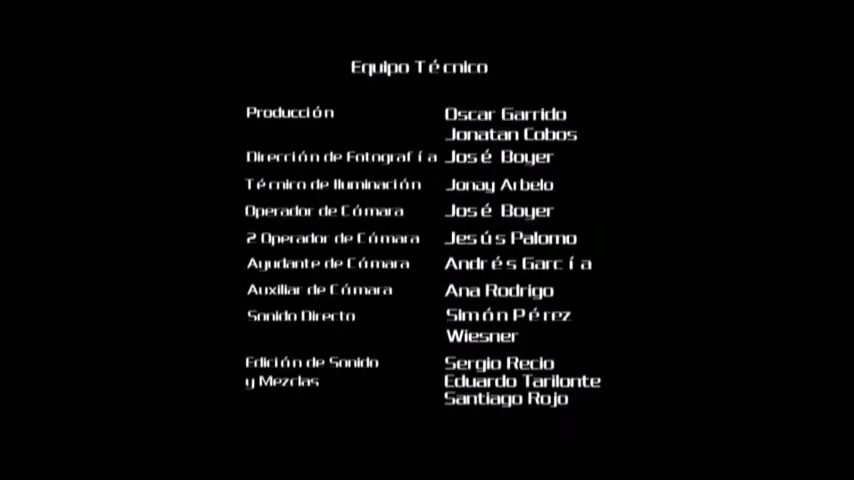 Equipo Técnico
Producción Oscar Garrido
Jonatan Cobos
Dirección de Fotografía José Boyer
Técnico de Iluminación Jonay Arbelo
Operador de Cámara José Boyer
2 Operador de Cámara Jesús Palomo
Ayudante de Cámara Andrés García
Auxiliar de Cámara Ana Rodrigo
Sonido Directo Simón Pérez
Wiesner
Edición de Sonido Sergio Recio
y Mezclas Eduardo Tarilonte
Santiago Rojo